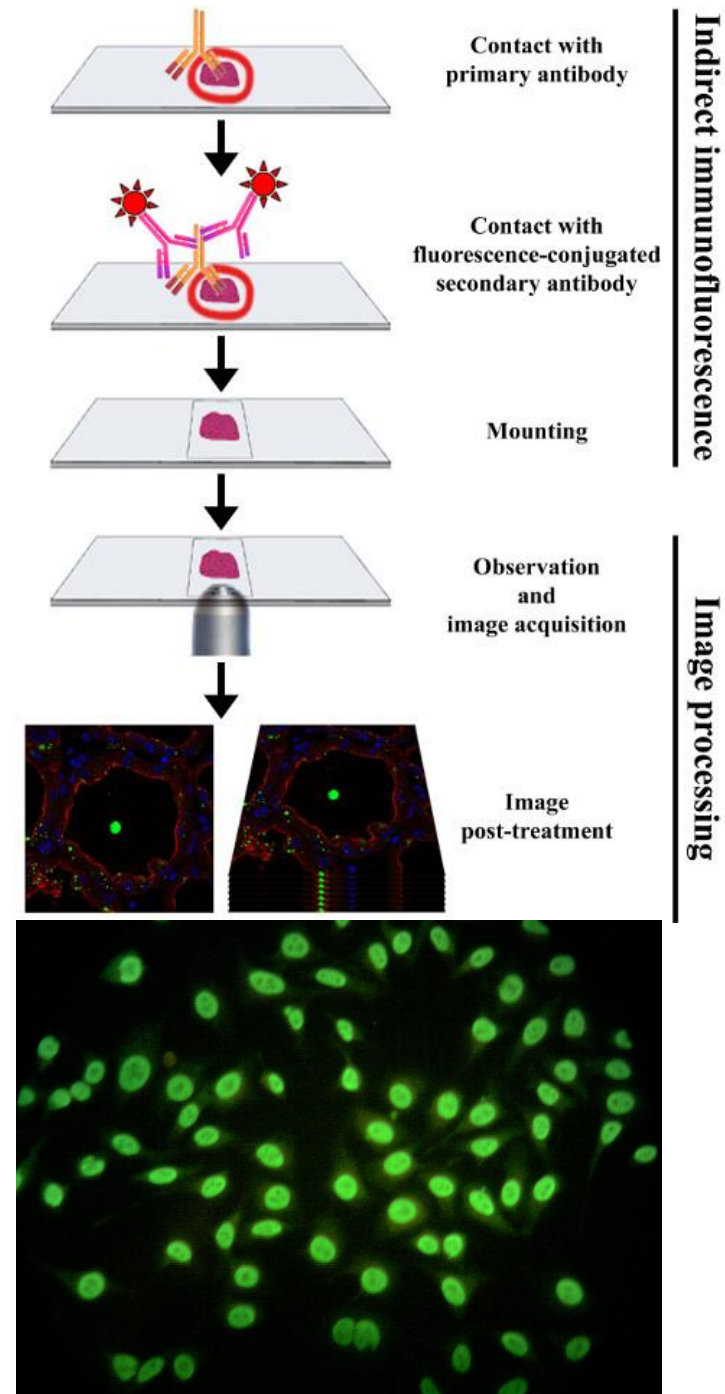 Contact with
primary antibody
Indirect immunofluorescence
Contact with
fluorescence-conjugated
secondary antibody
Mounting
Observation
and
image acquisition
Image processing
Image
post-treatment